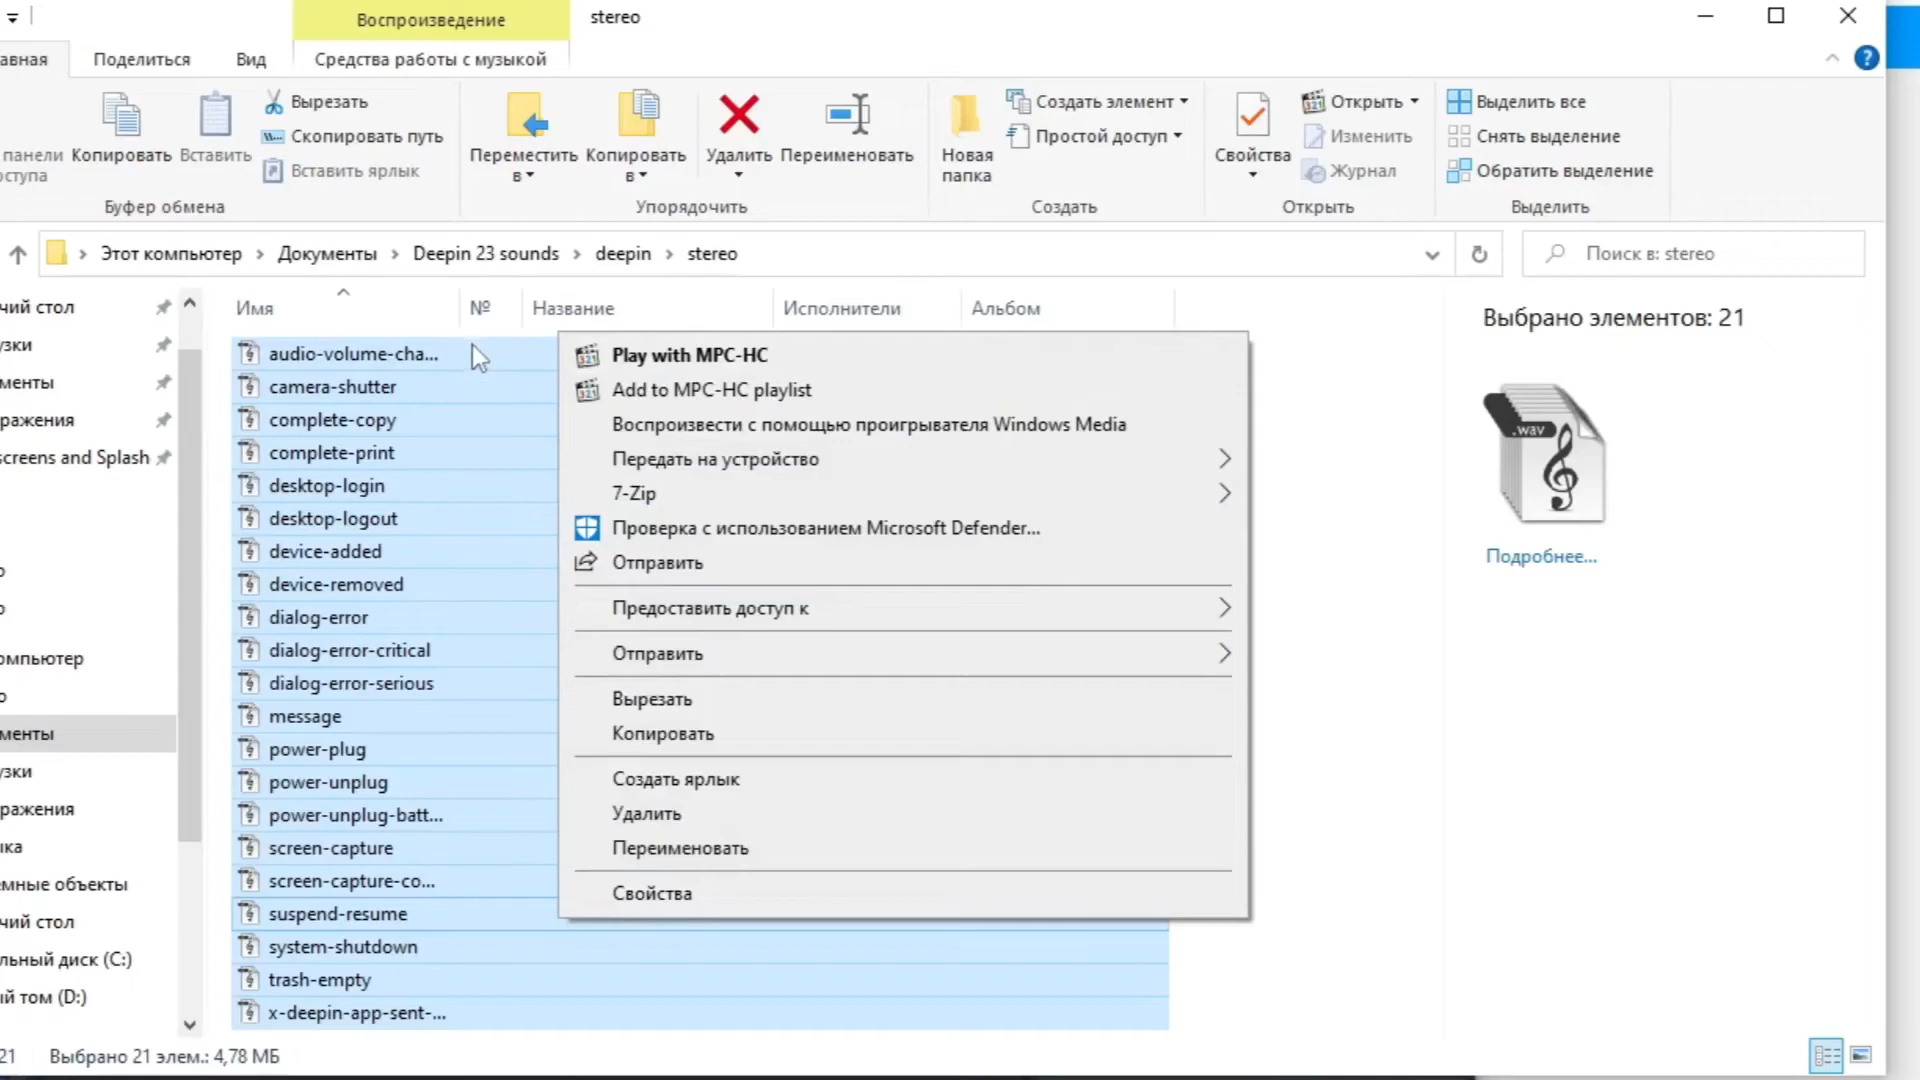 Воспроизведение
stereo
авная
Поделиться
Вид
Средства работы с музыкой
панели
оступа
Копировать
Вставить
Вырезать
Скопировать путь
Вставить ярлык
Переместить
в
Копировать
в
Удалить
Переименовать
Новая
папка
Создать элемент
Простой доступ
Свойства
Открыть
Изменить
Журнал
Выделить все
Снять выделение
Обратить выделение
Буфер обмена
Упорядочить
Создать
Открыть
Выделить
Этот компьютер
Документы
Deepin 23 sounds
deepin
stereo
Поиск в: stereo
чий стол
узки
менты
ражения
screens and Splash
о
о
омпьютер
о
менты
узки
ражения
ыка
емные объекты
чий стол
льный диск (C:)
ый том (D:)
Имя
№
Название
Исполнители
Альбом
audio-volume-cha...
camera-shutter
complete-copy
complete-print
desktop-login
desktop-logout
device-added
device-removed
dialog-error
dialog-error-critical
dialog-error-serious
message
power-plug
power-unplug
power-unplug-batt...
screen-capture
screen-capture-co...
suspend-resume
system-shutdown
trash-empty
x-deepin-app-sent-...
Play with MPC-HC
Add to MPC-HC playlist
Воспроизвести с помощью проигрывателя Windows Media
Передать на устройство
7-Zip
Проверка с использованием Microsoft Defender...
Отправить
Предоставить доступ к
Отправить
Вырезать
Копировать
Создать ярлык
Удалить
Переименовать
Свойства
Выбрано элементов: 21
.wav
Подробнее...
21
Выбрано 21 элем.: 4,78 МБ